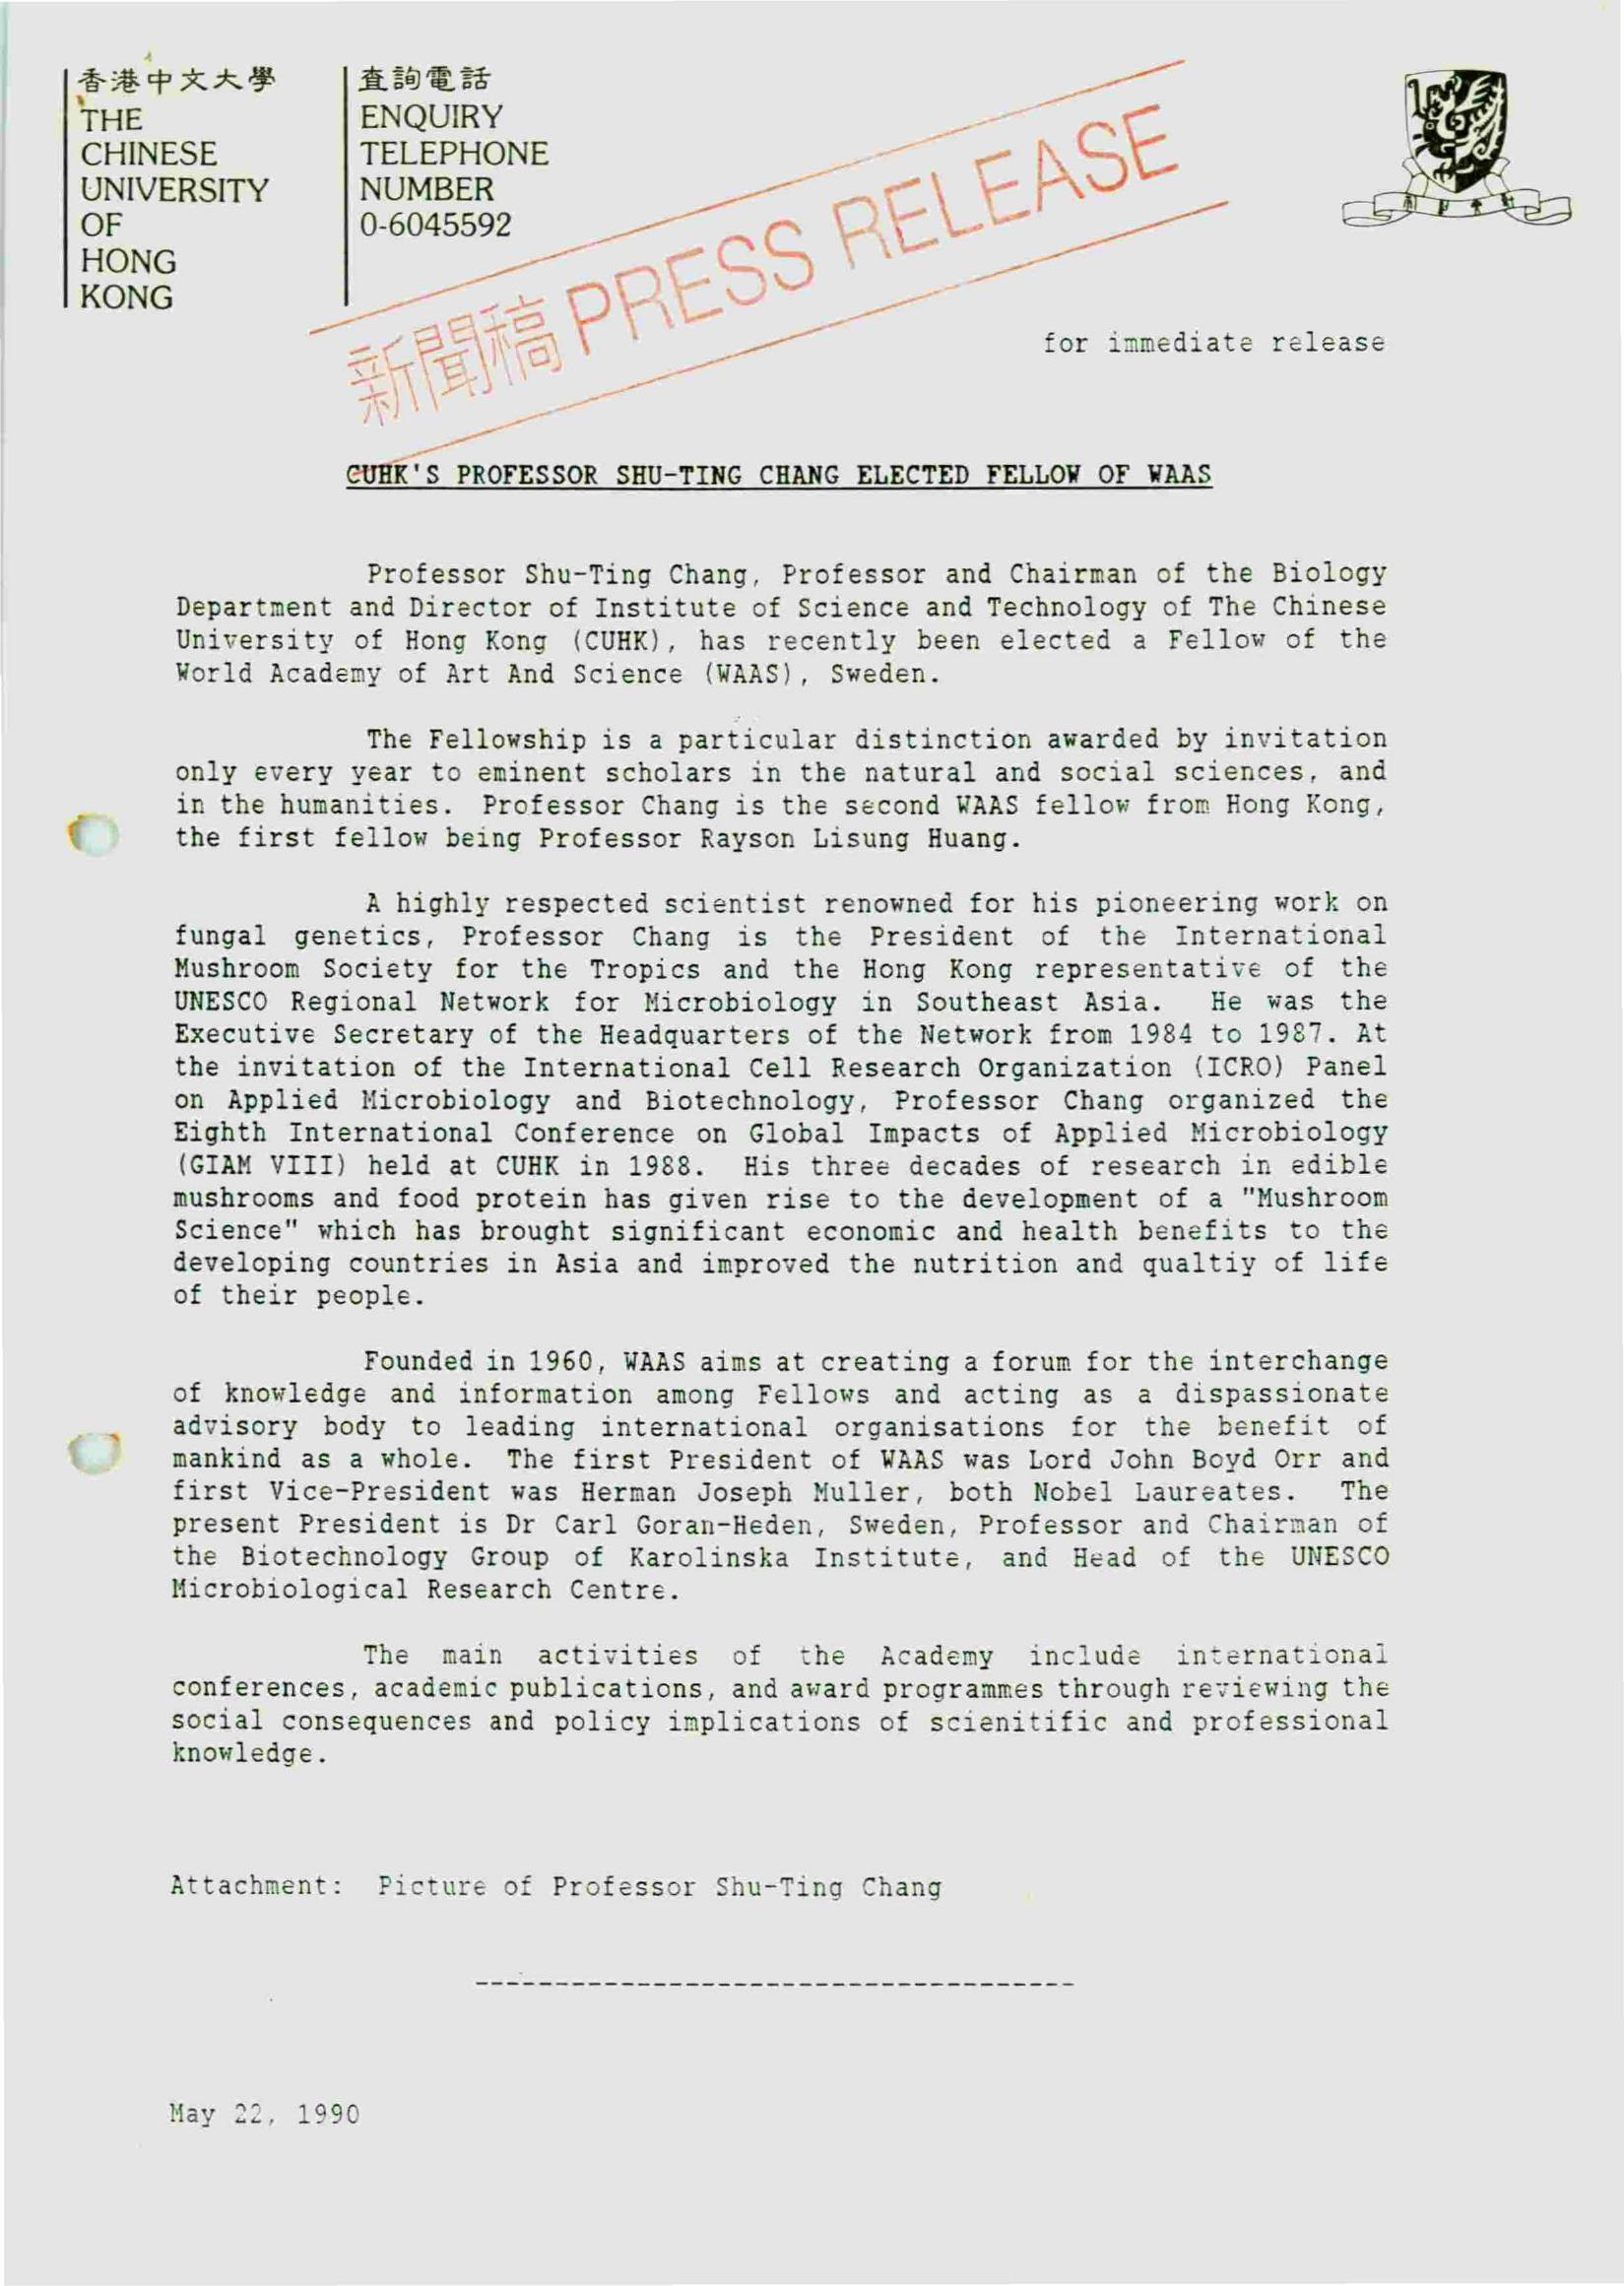 香港中文大學
THE
CHINESE
UNIVERSITY
OF
HONG
KONG
查詢電話
ENQUIRY
TELEPHONE
NUMBER
0-6045592
新聞稿 PRESS RELEASE
for immediate release
CUHK'S PROFESSOR SHU-TING CHANG ELECTED FELLOW OF WAAS
Professor Shu-Ting Chang, Professor and Chairman of the Biology
Department and Director of Institute of Science and Technology of The Chinese
University of Hong Kong (CUHK), has recently been elected a Fellow of the
World Academy of Art And Science (WAAS), Sweden.
The Fellowship is a particular distinction awarded by invitation
only every year to eminent scholars in the natural and social sciences, and
in the humanities. Professor Chang is the second WAAS fellow from Hong Kong,
the first fellow being Professor Rayson Lisung Huang.
A highly respected scientist renowned for his pioneering work on
fungal genetics, Professor Chang is the President of the International
Mushroom Society for the Tropics and the Hong Kong representative of the
UNESCO Regional Network for Microbiology in Southeast Asia. He was the
Executive Secretary of the Headquarters of the Network from 1984 to 1987. At
the invitation of the International Cell Research Organization (ICRO) Panel
on Applied Microbiology and Biotechnology, Professor Chang organized the
Eighth International Conference on Global Impacts of Applied Microbiology
(GIAM VIII) held at CUHK in 1988. His three decades of research in edible
mushrooms and food protein has given rise to the development of a "Mushroom
Science" which has brought significant economic and health benefits to the
developing countries in Asia and improved the nutrition and qualtiy of life
of their people.
Founded in 1960, WAAS aims at creating a forum for the interchange
of knowledge and information among Fellows and acting as a dispassionate
advisory body to leading international organisations for the benefit of
mankind as a whole. The first President of WAAS was Lord John Boyd Orr and
first Vice-President was Herman Joseph Muller, both Nobel Laureates. The
present President is Dr Carl Goran-Heden, Sweden, Professor and Chairman of
the Biotechnology Group of Karolinska Institute, and Head of the UNESCO
Microbiological Research Centre.
The main activities of the Academy include international
conferences, academic publications, and award programmes through reviewing the
social consequences and policy implications of scienitific and professional
knowledge.
Attachment: Picture of Professor Shu-Ting Chang
May 22, 1990